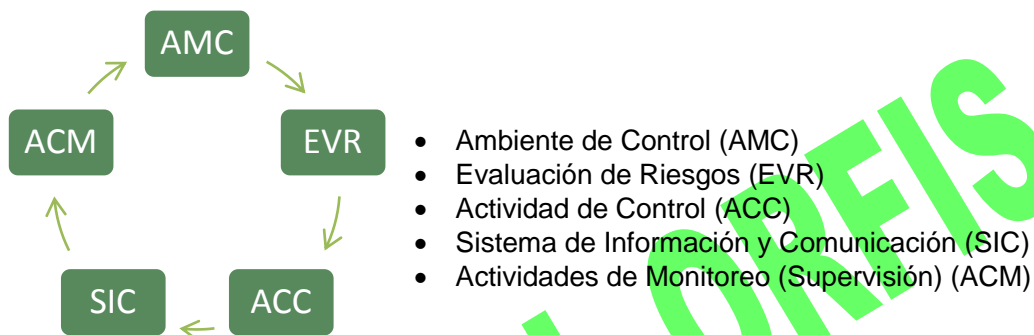 AMC
ACM
EVR
SIC
ACC
• Ambiente de Control (AMC)
• Evaluación de Riesgos (EVR)
• Actividad de Control (ACC)
• Sistema de Información y Comunicación (SIC)
• Actividades de Monitoreo (Supervisión) (ACM)
ORFIS